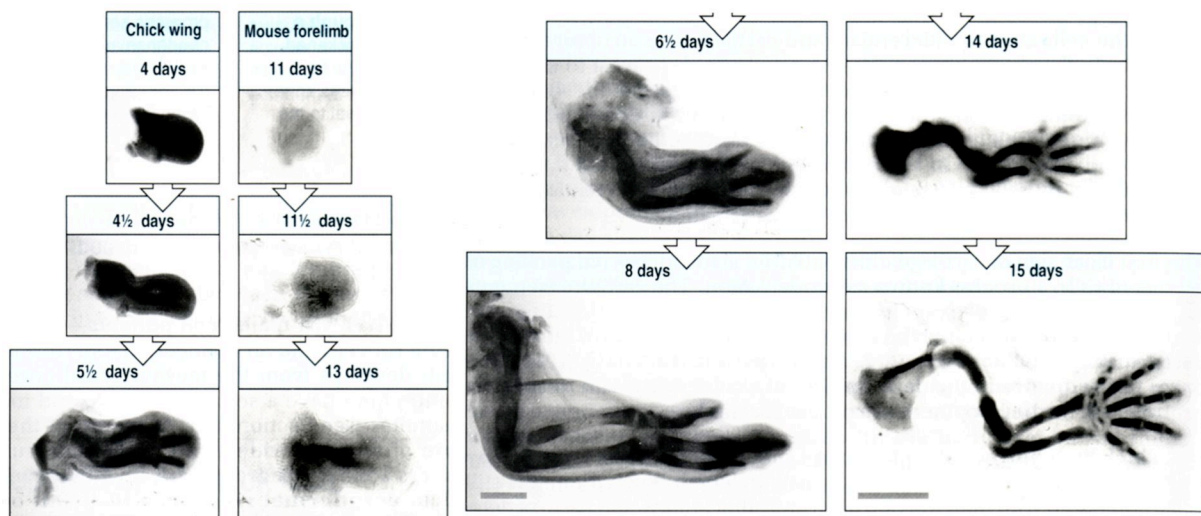 Chick wing Mouse forelimb
4 days 11 days
4½ days 11½ days
5½ days 13 days
6½ days 14 days
8 days 15 days